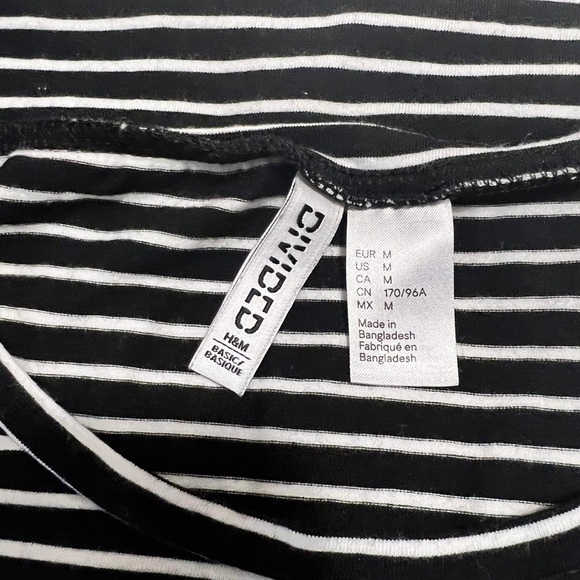 DIVIDED
H&M
BASIC/
BASIQUE
EUR M
US M
CA M
CN 170/96A
MX M
Made in
Bangladesh
Fabriqué en
Bangladesh